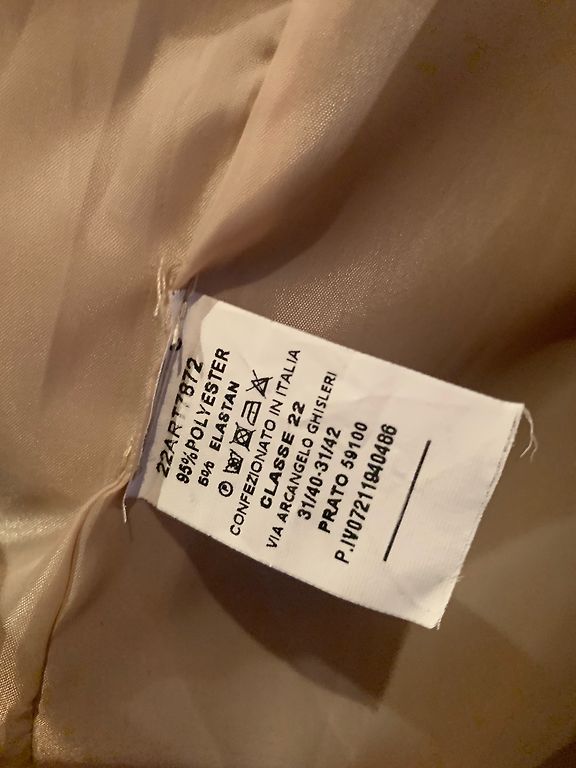 22ART7872
95%POLYESTER
5% ELASTAN
P
CONFEZIONATO IN ITALIA
CLASSE 22
VIA ARCANGELO GHISLERI
31/40-31/42
PRATO 59100
P.IV07211940486